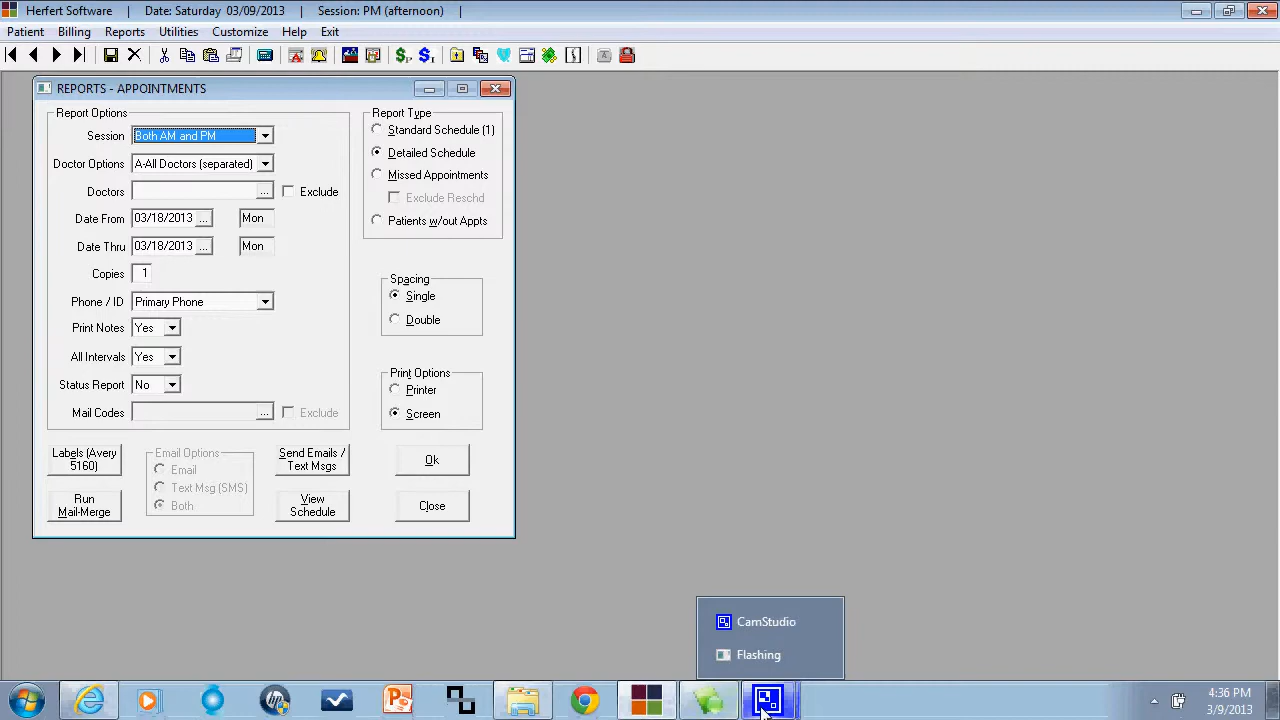 Herfert Software | Date: Saturday 03/09/2013 | Session: PM (afternoon) |
Patient Billing Reports Utilities Customize Help Exit
REPORTS - APPOINTMENTS
Report Options
Session Both AM and PM
Doctor Options A-All Doctors (separated)
Doctors ... Exclude
Date From 03/18/2013 ... Mon
Date Thru 03/18/2013 ... Mon
Copies 1
Phone / ID Primary Phone
Print Notes Yes
All Intervals Yes
Status Report No
Mail Codes ... Exclude
Report Type
Standard Schedule (1)
Detailed Schedule
Missed Appointments
Exclude Reschd
Patients w/out Appts
Spacing
Single
Double
Print Options
Printer
Screen
Labels (Avery
5160)
Email Options
Email
Text Msg (SMS)
Both
Send Emails /
Text Msgs
Ok
Run
Mail-Merge
View
Schedule
Close
CamStudio
Flashing
4:36 PM
3/9/2013